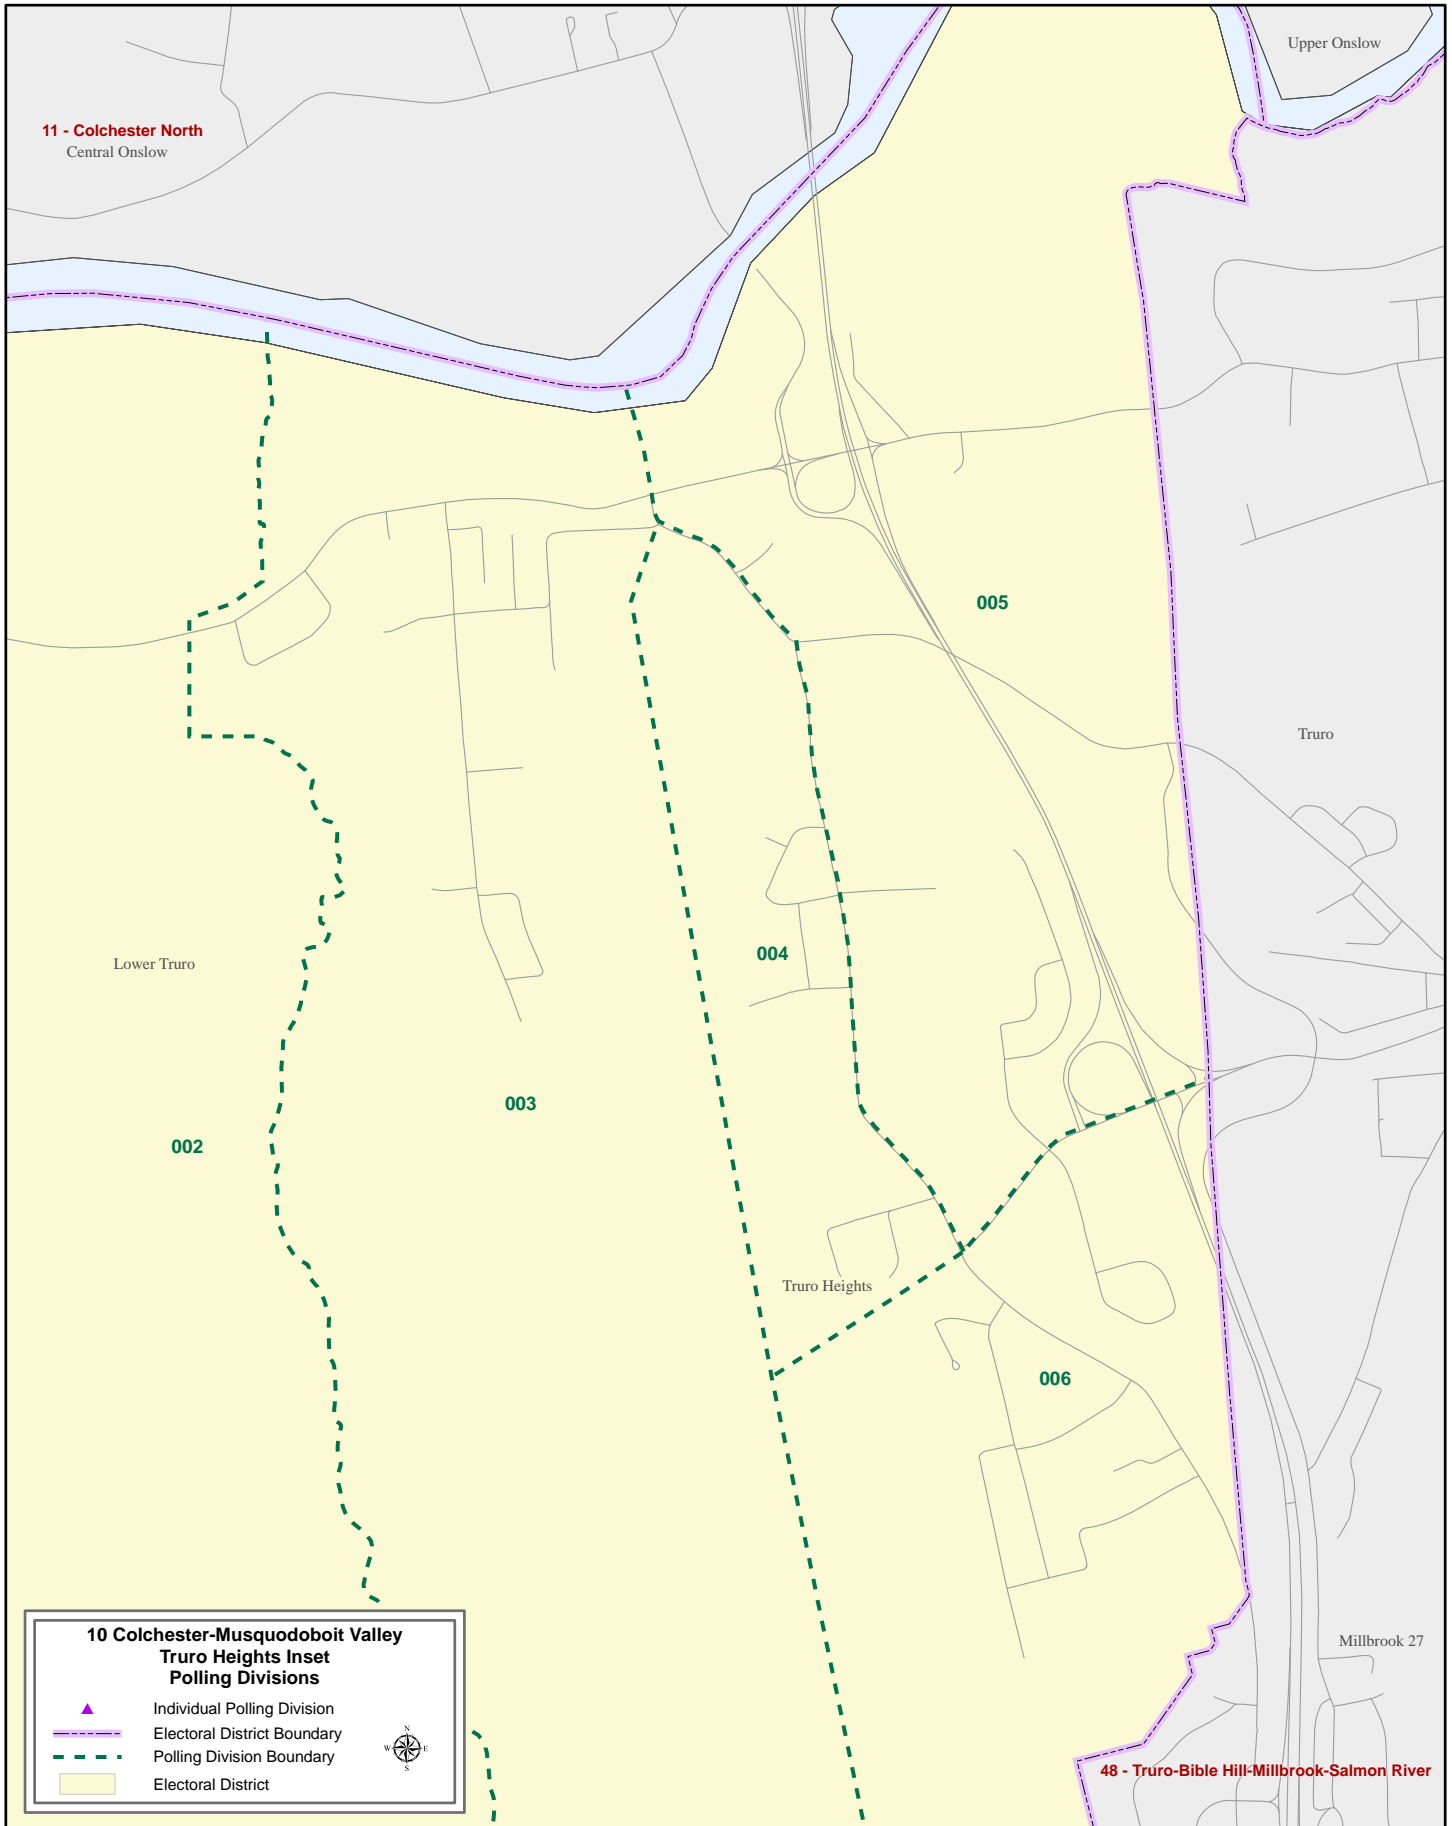 Upper Onslow
11 - Colchester North
Central Onslow
005
Truro
004
Lower Truro
003
002
Truro Heights
006
10 Colchester-Musquodoboit Valley
Truro Heights Inset
Polling Divisions
Individual Polling Division
Electoral District Boundary
Polling Division Boundary
Electoral District
N
W E
S
Millbrook 27
48 - Truro-Bible Hill-Millbrook-Salmon River